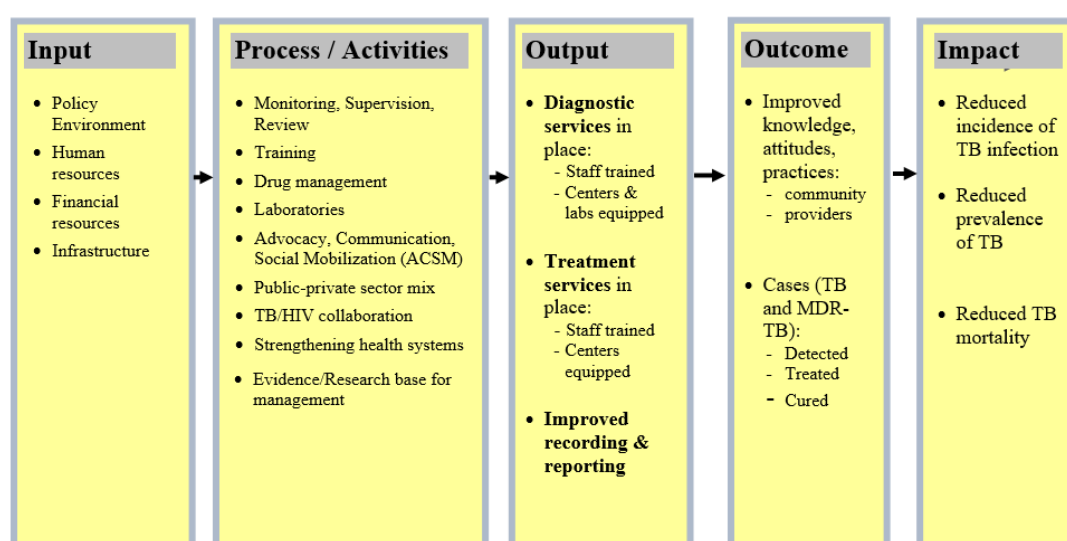 Input
• Policy
Environment
• Human
resources
• Financial
resources
• Infrastructure
Process / Activities
• Monitoring, Supervision,
Review
• Training
• Drug management
• Laboratories
• Advocacy, Communication,
Social Mobilization (ACSM)
• Public-private sector mix
• TB/HIV collaboration
• Strengthening health systems
• Evidence/Research base for
management
Output
• Diagnostic
services in
place:
- Staff trained
- Centers &
labs equipped
• Treatment
services in
place:
- Staff trained
- Centers
equipped
• Improved
recording &
reporting
Outcome
• Improved
knowledge,
attitudes,
practices:
- community
- providers
• Cases (TB
and MDR-
TB):
- Detected
- Treated
- Cured
Impact
• Reduced
incidence of
TB infection
• Reduced
prevalence
of TB
• Reduced TB
mortality